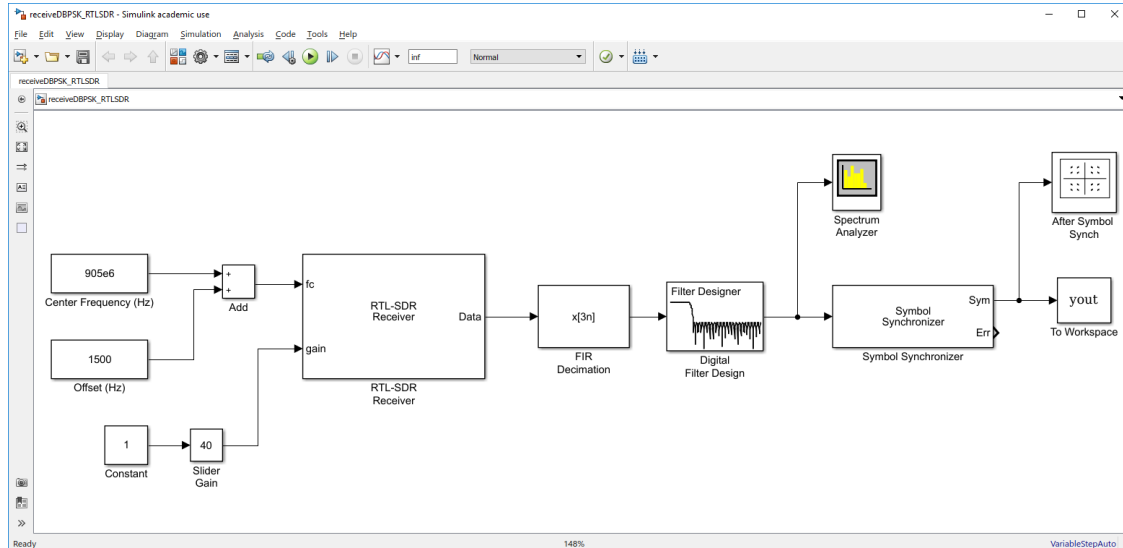 receiveDBPSK_RTLSDR - Simulink academic use
File Edit View Display Diagram Simulation Analysis Code Tools Help
inf
Normal
receiveDBPSK_RTLSDR
receiveDBPSK_RTLSDR
Spectrum
Analyzer
After Symbol
Synch
905e6
Center Frequency (Hz)
+
+
Add
1500
Offset (Hz)
1
Constant
40
Slider
Gain
fc
gain
RTL-SDR
Receiver
Data
RTL-SDR
Receiver
x[3n]
FIR
Decimation
Filter Designer
Digital
Filter Design
Symbol
Synchronizer
Sym
Err
Symbol Synchronizer
yout
To Workspace
Ready
148%
VariableStepAuto